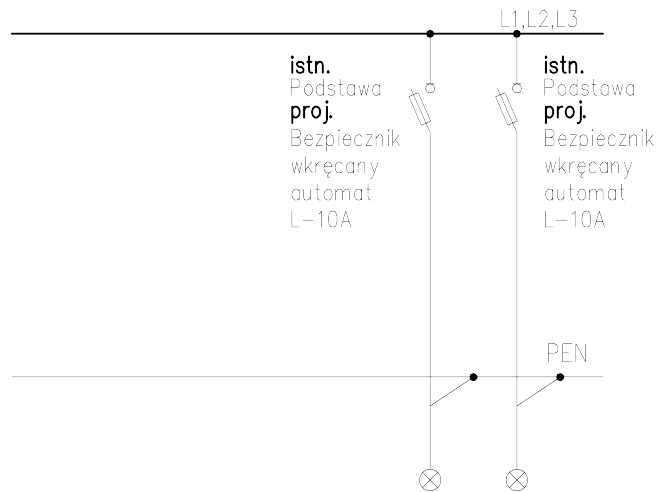 L1,L2,L3
istn.
Podstawa
proj.
Bezpiecznik
wkręcany
automat
L-10A
istn.
Podstawa
proj.
Bezpiecznik
wkręcany
automat
L-10A
PEN